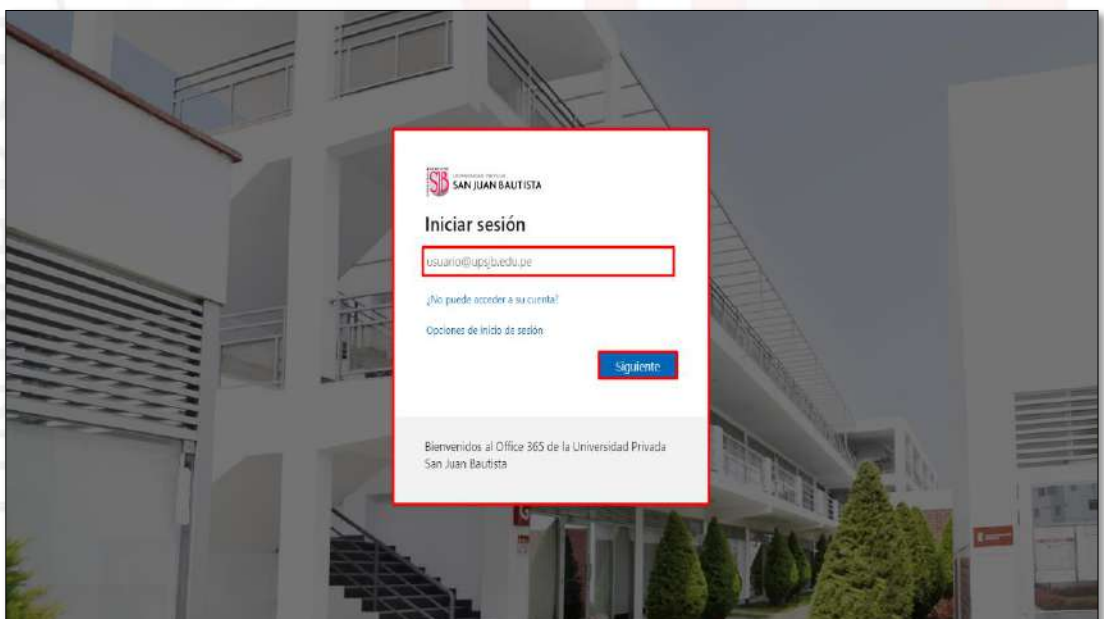 SAN JUAN BAUTISTA
Iniciar sesión
usuario@upsjb.edu.pe
¿No puede acceder a su cuenta?
Opciones de inicio de sesión
Siguiente
Bienvenidos al Office 365 de la Universidad Privada
San Juan Bautista